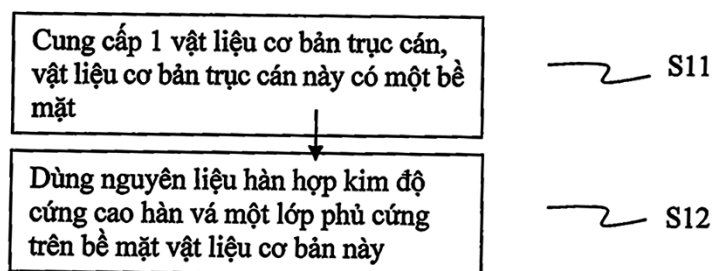 Cung cấp 1 vật liệu cơ bản trục cán,
vật liệu cơ bản trục cán này có một bề
mặt
S11
Dùng nguyên liệu hàn hợp kim độ
cứng cao hàn vá một lớp phủ cứng
trên bề mặt vật liệu cơ bản này
S12